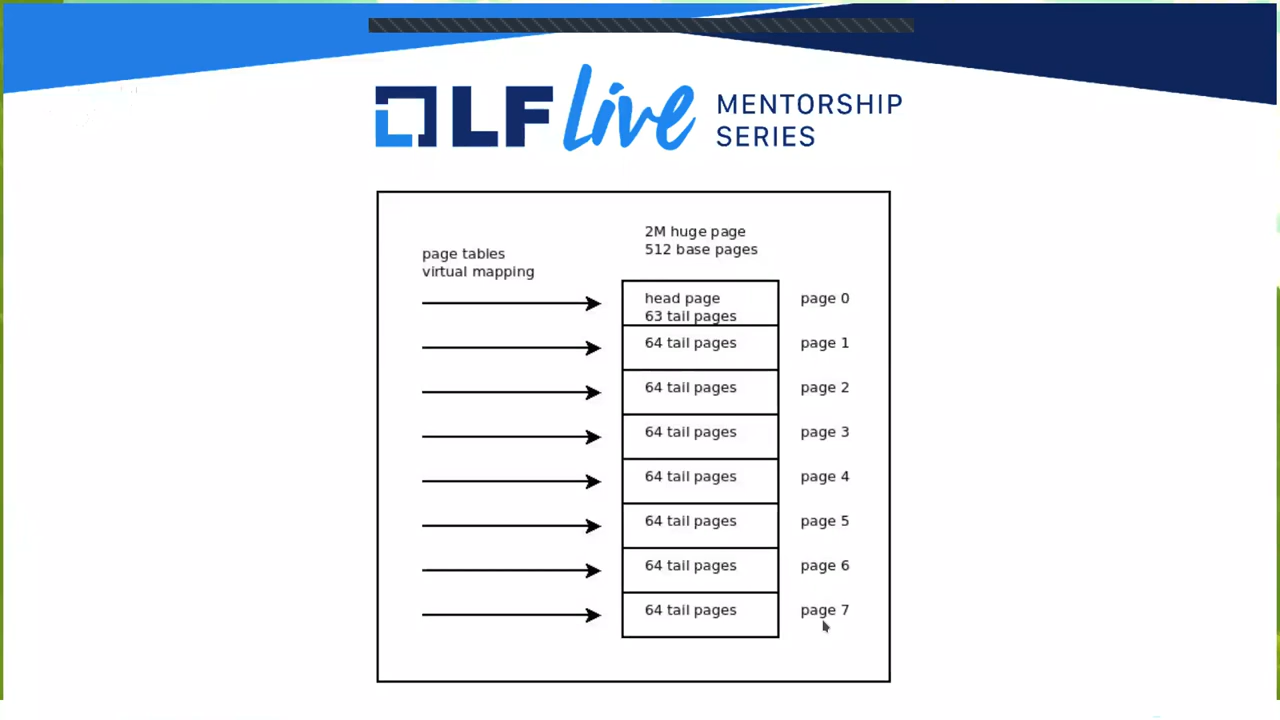 LF Live MENTORSHIP
SERIES
2M huge page
512 base pages
page tables
virtual mapping
head page
63 tail pages
page 0
64 tail pages
page 1
64 tail pages
page 2
64 tail pages
page 3
64 tail pages
page 4
64 tail pages
page 5
64 tail pages
page 6
64 tail pages
page 7